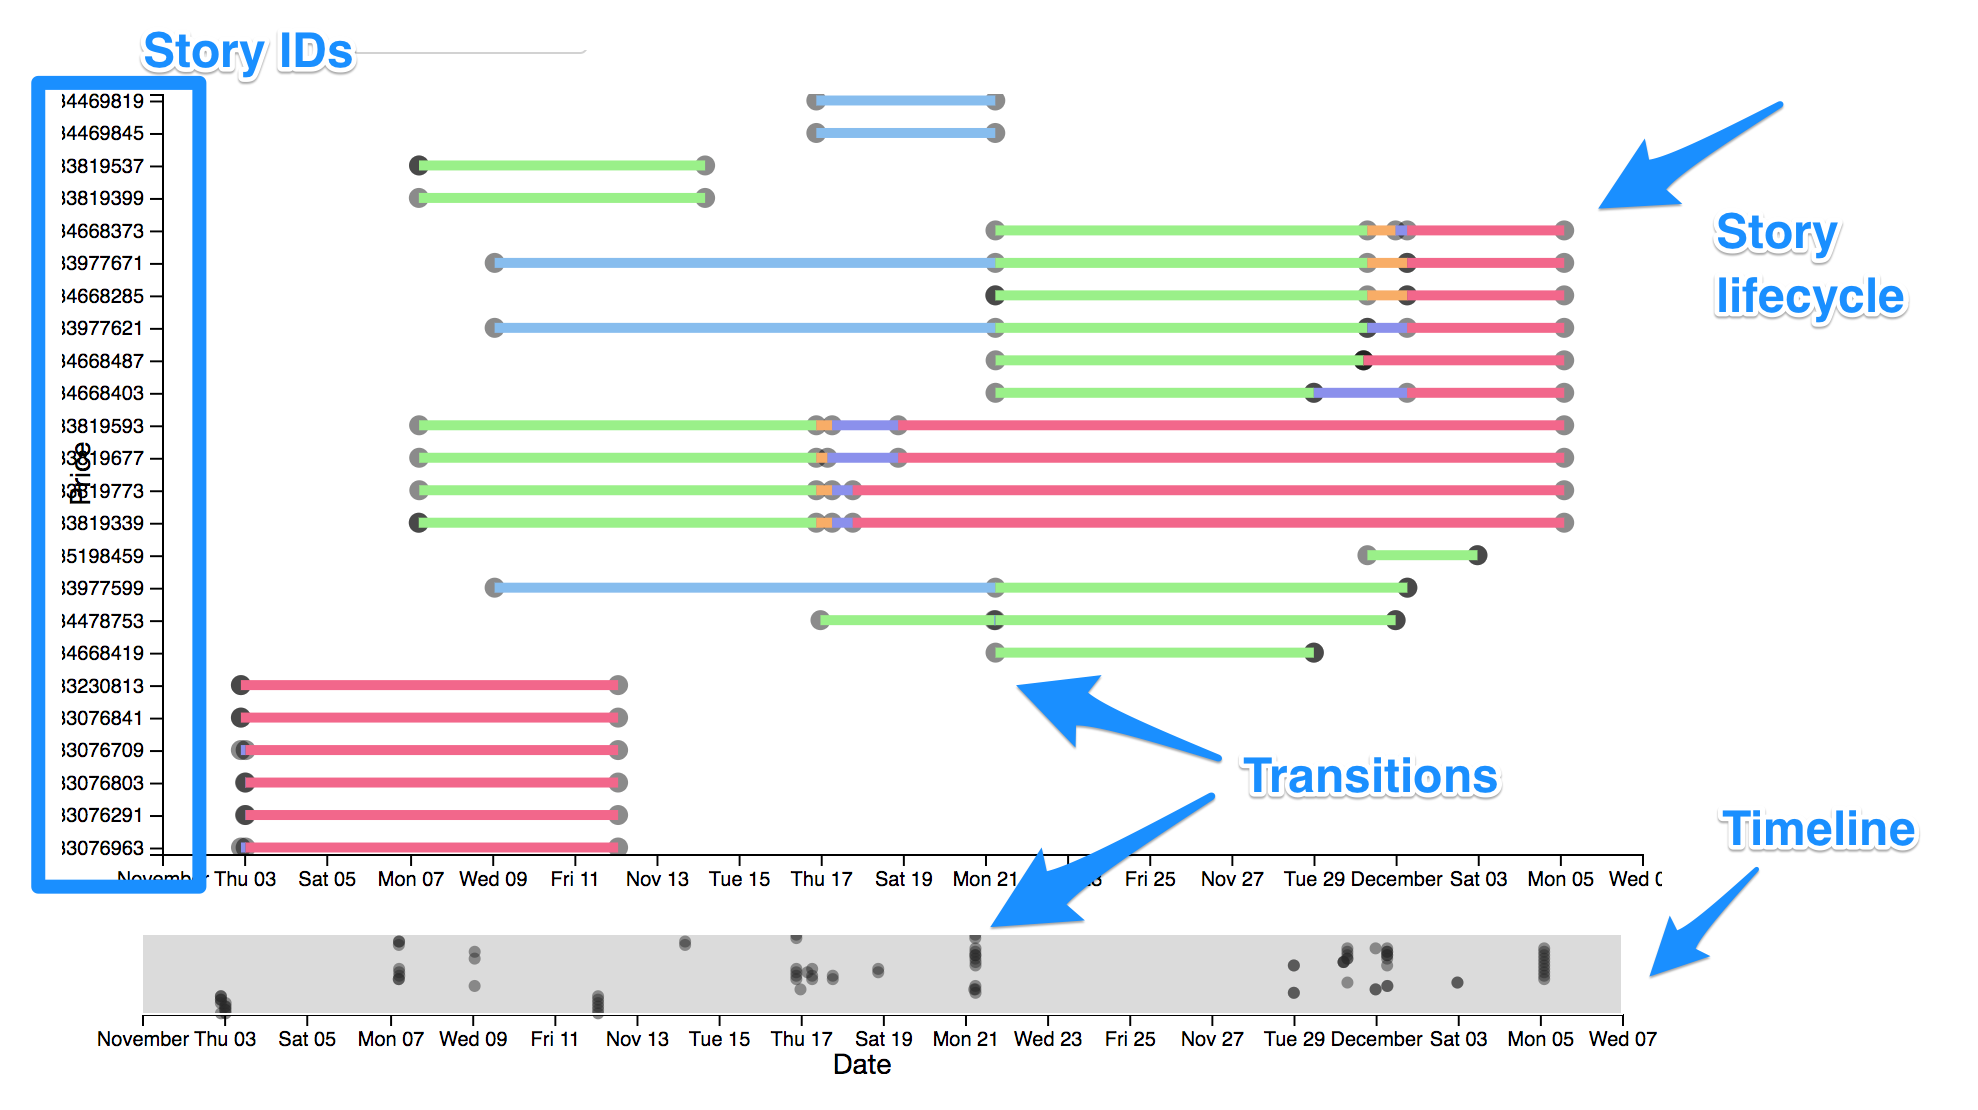 Story IDs
34469819
34469845
33819537
33819399
34668373
33977671
34668285
33977621
34668487
34668403
33819593
33819677
33819773
33819339
35198459
33977599
34478753
34668419
33230813
33076841
33076709
33076803
33076291
33076963
Price
Story
lifecycle
Transitions
Timeline
November Thu 03 Sat 05 Mon 07 Wed 09 Fri 11 Nov 13 Tue 15 Thu 17 Sat 19 Mon 21 Fri 25 Nov 27 Tue 29 December Sat 03 Mon 05 Wed
November Thu 03 Sat 05 Mon 07 Wed 09 Fri 11 Nov 13 Tue 15 Thu 17 Sat 19 Mon 21 Wed 23 Fri 25 Nov 27 Tue 29 December Sat 03 Mon 05 Wed 07
Date